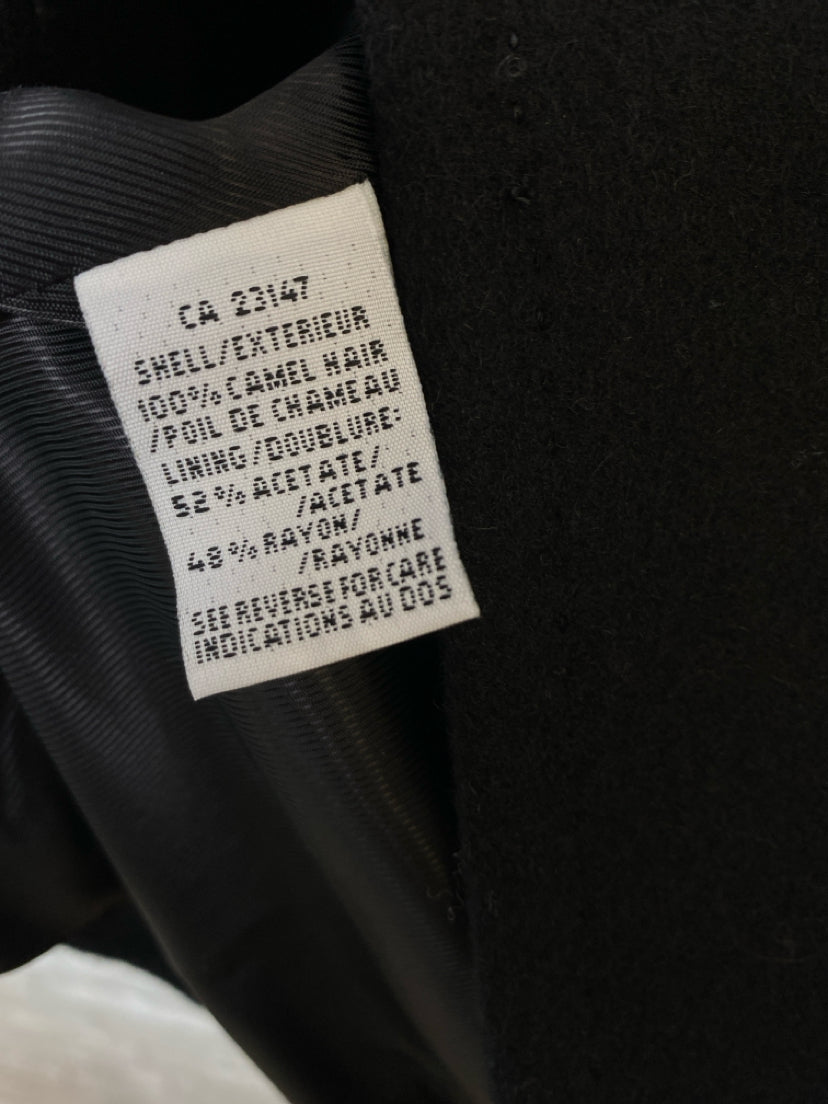 CA 23147
SHELL/EXTERIEUR
100% CAMEL HAIR
/POIL DE CHAMEAU
LINING/DOUBLURE:
52% ACETATE/
/ACETATE
48% RAYON/
/RAYONNE
SEE REVERSE FOR CARE
INDICATIONS AU DOS